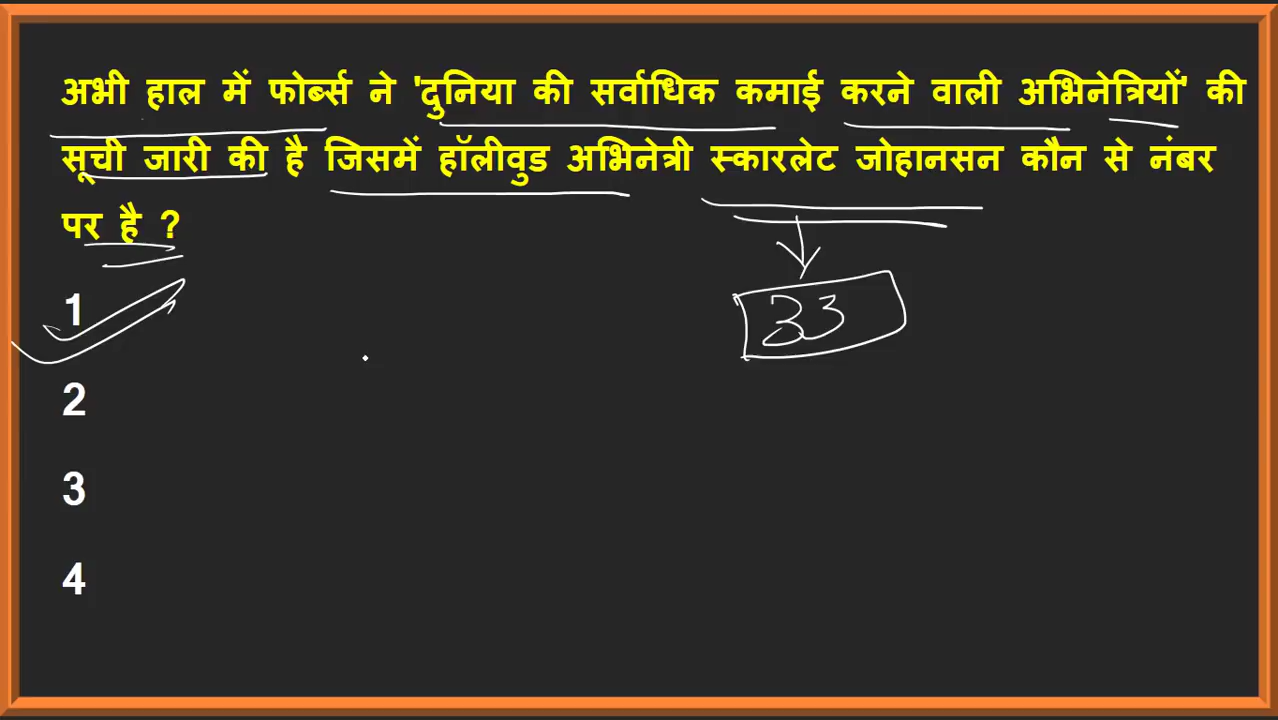 अभी हाल में फोर्ब्स ने 'दुनिया की सर्वाधिक कमाई करने वाली अभिनेत्रियों' की
सूची जारी की है जिसमें हॉलीवुड अभिनेत्री स्कारलेट जोहानसन कौन से नंबर
पर है ?
1
33
2
3
4